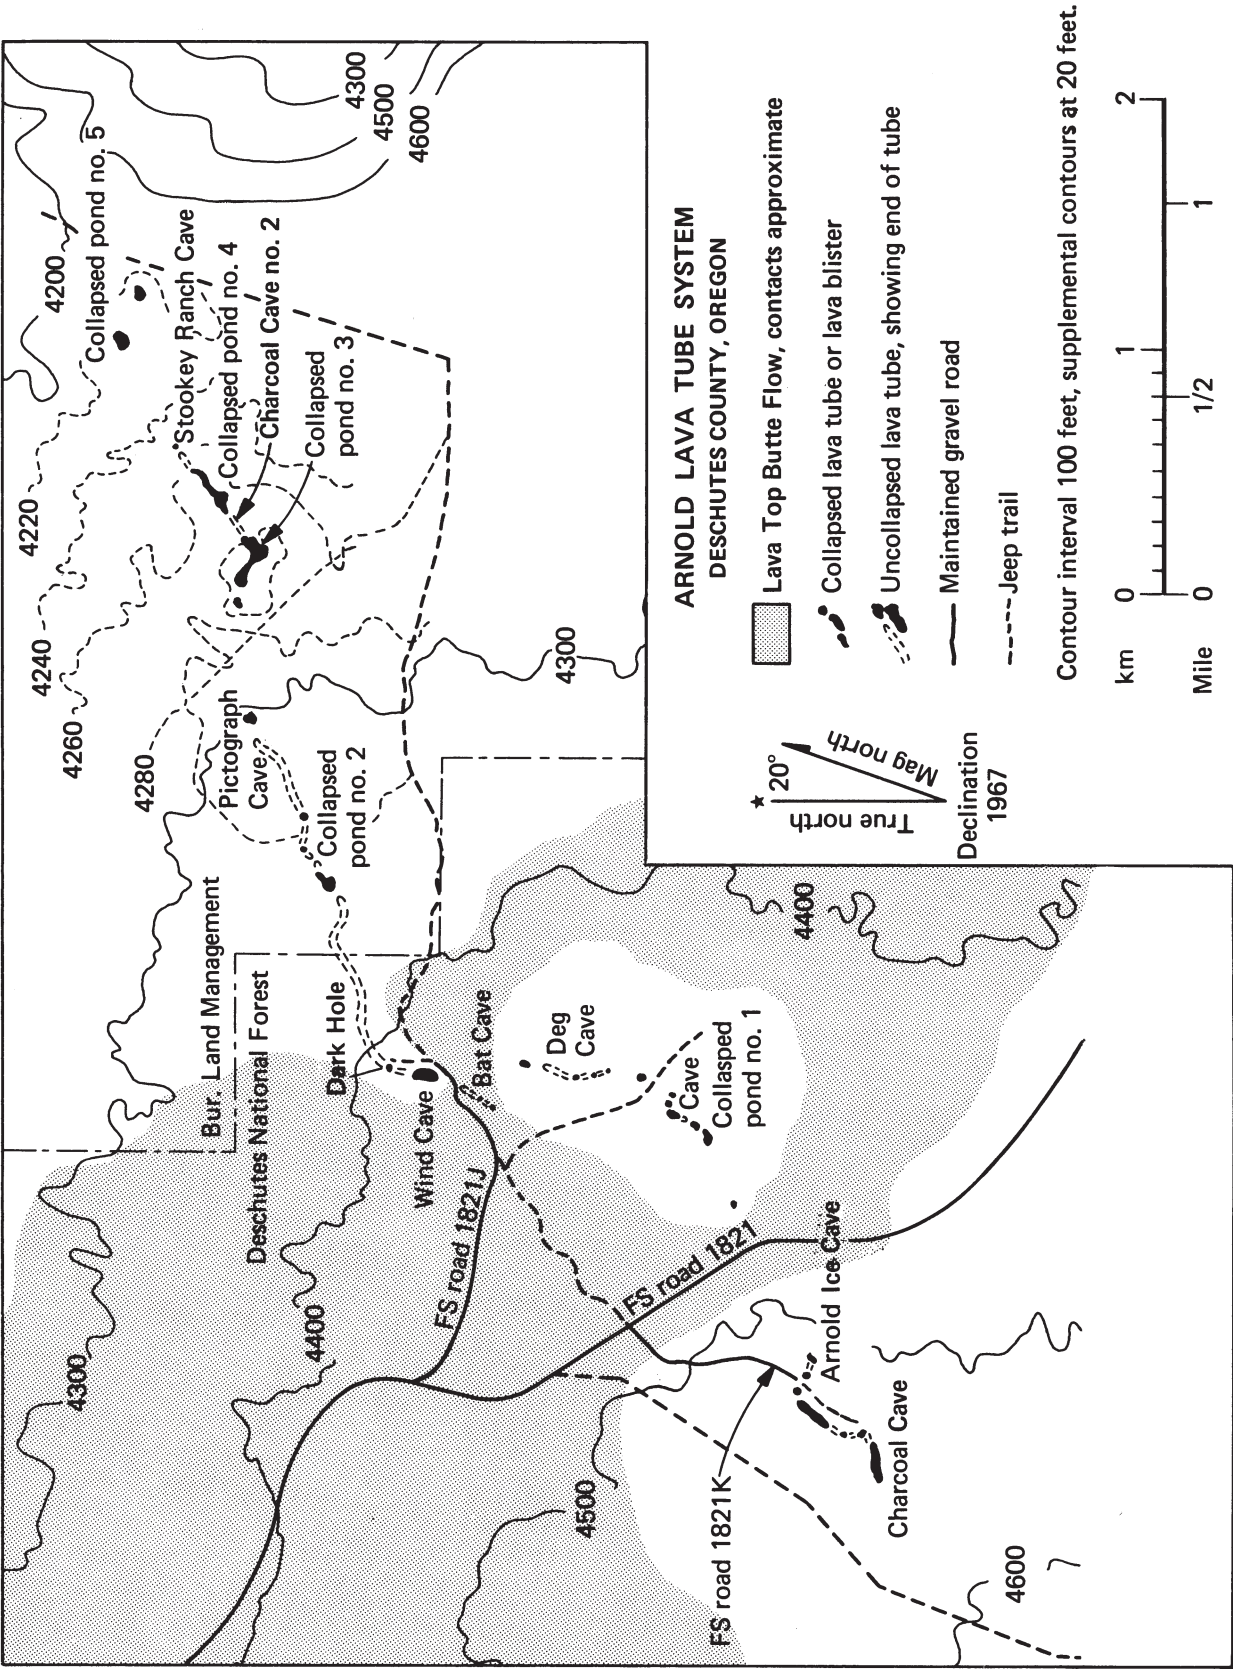 ARNOLD LAVA TUBE SYSTEM
DESCHUTES COUNTY, OREGON
Lava Top Butte Flow, contacts approximate
Collapsed lava tube or lava blister
Uncollapsed lava tube, showing end of tube
Maintained gravel road
Jeep trail
Contour interval 100 feet, supplemental contours at 20 feet.
km
0
1
2
Mile
0
1/2
1
True north
20°
Mag north
Declination
1967
4300
4400
4500
4600
FS road 1821K
Charcoal Cave
Arnold Ice Cave
FS road 1821
FS road 1821J
Deschutes National Forest
Bur. Land Management
Wind Cave
Dark Hole
Bat Cave
Deg
Cave
Cave
Collasped
pond no. 1
4400
Collapsed
pond no. 2
Pictograph
Cave
4300
4280
4260
4240
4220
4200
Collapsed
pond no. 3
Charcoal Cave no. 2
Collapsed pond no. 4
Stookey Ranch Cave
Collapsed pond no. 5
4300
4500
4600